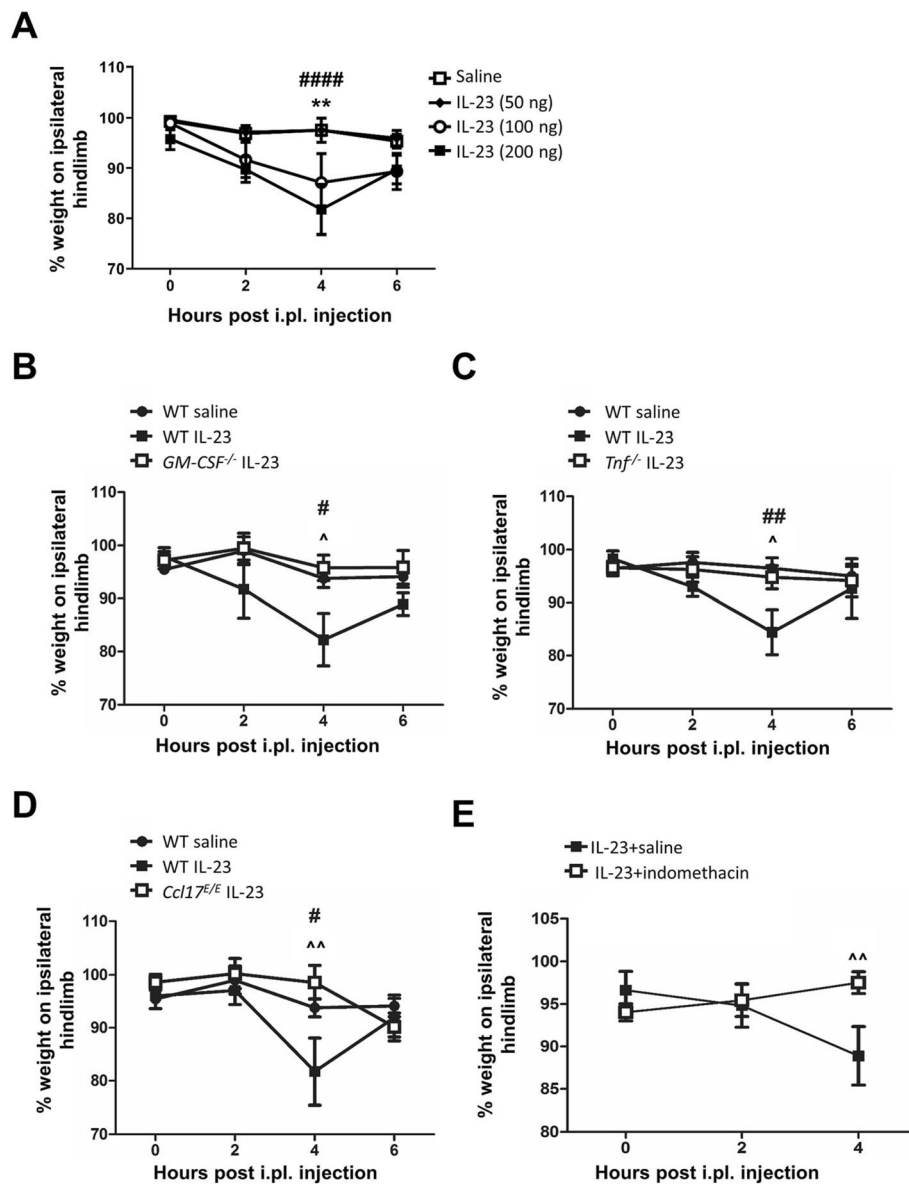 A
% weight on ipsilateral
hindlimb
110
100
90
80
70
####
**
0
2
4
6
Hours post i.pl. injection
Saline
IL-23 (50 ng)
IL-23 (100 ng)
IL-23 (200 ng)
B
WT saline
WT IL-23
GM-CSF-/- IL-23
% weight on ipsilateral
hindlimb
110
100
90
80
70
#
^
0
2
4
6
Hours post i.pl. injection
C
WT saline
WT IL-23
Tnf-/- IL-23
% weight on ipsilateral
hindlimb
110
100
90
80
70
##
^
0
2
4
6
Hours post i.pl. injection
D
WT saline
WT IL-23
Ccl17E/E IL-23
% weight on ipsilateral
hindlimb
110
100
90
80
70
#
^^
0
2
4
6
Hours post i.pl. injection
E
IL-23+saline
IL-23+indomethacin
% weight on ipsilateral
hindlimb
105
100
95
90
85
80
^^
0
2
4
Hours post i.pl. injection